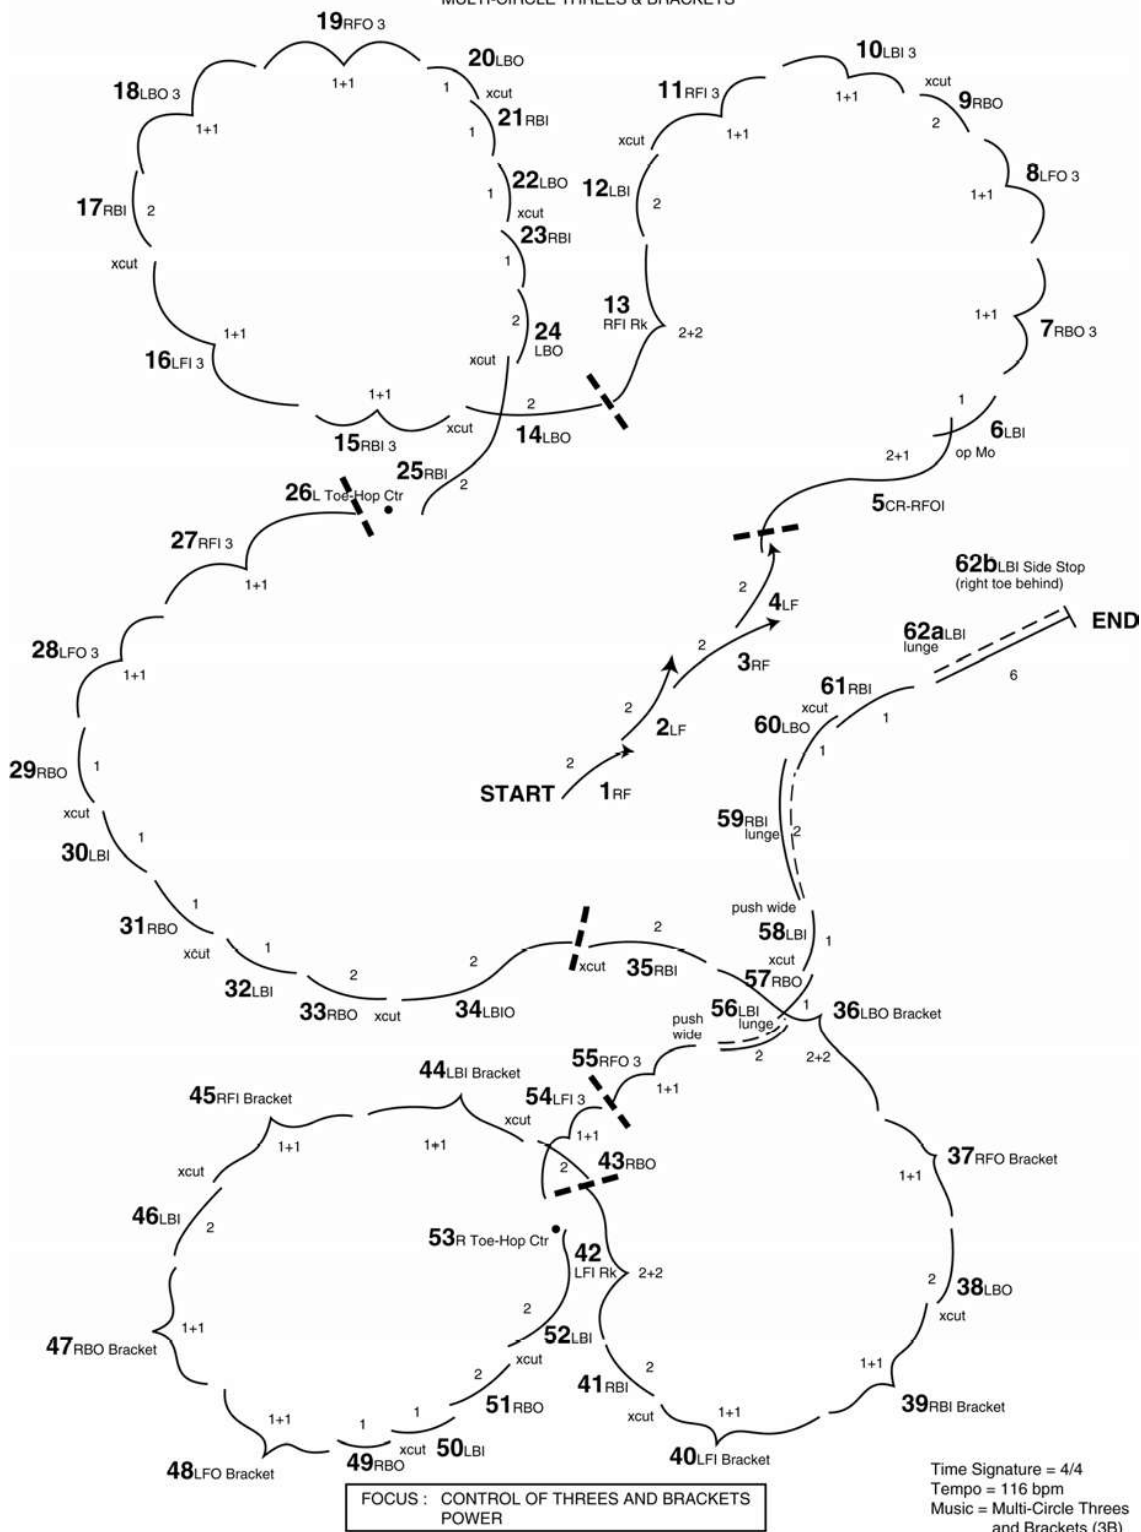 MULTI-CIRCLE THREES & BRACKETS
19RFO 3
1+1
20LBO
1
xcut
18LBO 3
1+1
21RBI
1
22LBO
1
xcut
17RBI
2
xcut
23RBI
1
16LFI 3
1+1
2
24
LBO
xcut
15RBI 3
1+1
xcut
14LBO
2
10LBI 3
1+1
xcut
11RFI 3
1+1
xcut
9RBO
2
8LFO 3
1+1
12LBI
2
13
RFI Rk
2+2
7RBO 3
1+1
6LBI
1
op Mo
2+1
5CR-RFOI
25RBI
2
26L Toe-Hop Ctr
27RFI 3
1+1
28LFO 3
1+1
29RBO
1
xcut
30LBI
1
31RBO
1
xcut
32LBI
1
33RBO
2
xcut
34LBIO
2
START
1RF
2
2LF
2
3RF
2
4LF
2
62bLBI Side Stop
(right toe behind)
END
62aLBI
lunge
6
61RBI
1
xcut
60LBO
1
59RBI
lunge
2
push wide
58LBI
1
xcut
57RBO
1
56LBI
lunge
2
push
wide
35RBI
2
xcut
36LBO Bracket
2+2
55RFO 3
1+1
54LFI 3
1+1
37RFO Bracket
1+1
38LBO
2
xcut
39RBI Bracket
1+1
40LFI Bracket
1+1
xcut
41RBI
2
42
LFI Rk
2+2
43RBO
2
44LBI Bracket
1+1
xcut
45RFI Bracket
1+1
xcut
46LBI
2
47RBO Bracket
1+1
48LFO Bracket
1+1
49RBO
1
xcut
50LBI
1
51RBO
2
xcut
52LBI
2
53R Toe-Hop Ctr
FOCUS : CONTROL OF THREES AND BRACKETS
POWER
Time Signature = 4/4
Tempo = 116 bpm
Music = Multi-Circle Threes
and Brackets (3B)